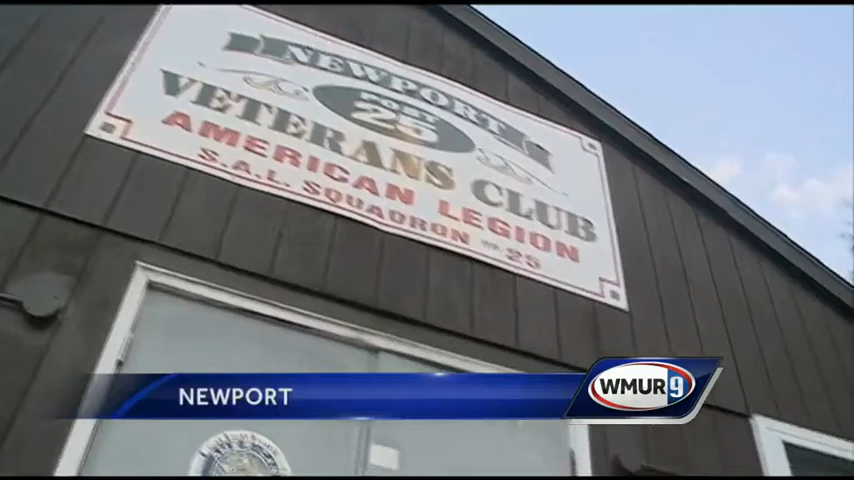 NEWPORT
POST
25
VETERANS CLUB
AMERICAN LEGION
S.A.L. SQUADRON NO. 25
NEWPORT
WMUR 9